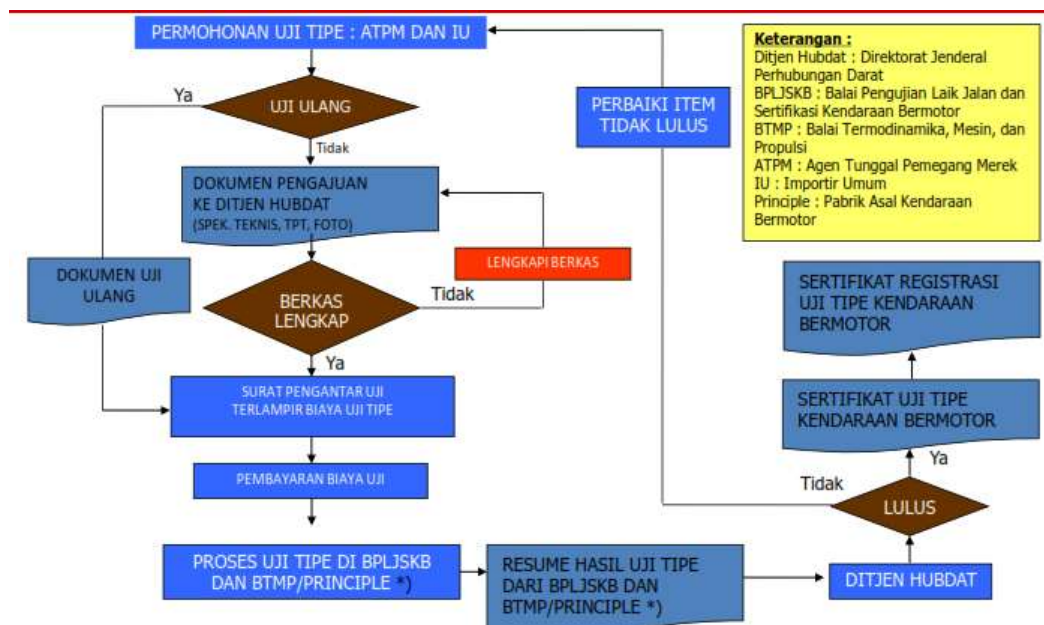 PERMOHONAN UJI TIPE : ATPM DAN IU
Ya
UJI ULANG
Tidak
DOKUMEN PENGAJUAN
KE DITJEN HUBDAT
(SPEK. TEKNIS, TPT, FOTO)
LENGKAPI BERKAS
DOKUMEN UJI
ULANG
BERKAS
LENGKAP
Tidak
Ya
SURAT PENGANTAR UJI
TERLAMPIR BIAYA UJI TIPE
PEMBAYARAN BIAYA UJI
PROSES UJI TIPE DI BPLJSKB
DAN BTMP/PRINCIPLE *)
RESUME HASIL UJI TIPE
DARI BPLJSKB DAN
BTMP/PRINCIPLE *)
DITJEN HUBDAT
LULUS
Tidak
Ya
SERTIFIKAT UJI TIPE
KENDARAAN BERMOTOR
SERTIFIKAT REGISTRASI
UJI TIPE KENDARAAN
BERMOTOR
PERBAIKI ITEM
TIDAK LULUS
Keterangan :
Ditjen Hubdat : Direktorat Jenderal
Perhubungan Darat
BPLJSKB : Balai Pengujian Laik Jalan dan
Sertifikasi Kendaraan Bermotor
BTMP : Balai Termodinamika, Mesin, dan
Propulsi
ATPM : Agen Tunggal Pemegang Merek
IU : Importir Umum
Principle : Pabrik Asal Kendaraan
Bermotor